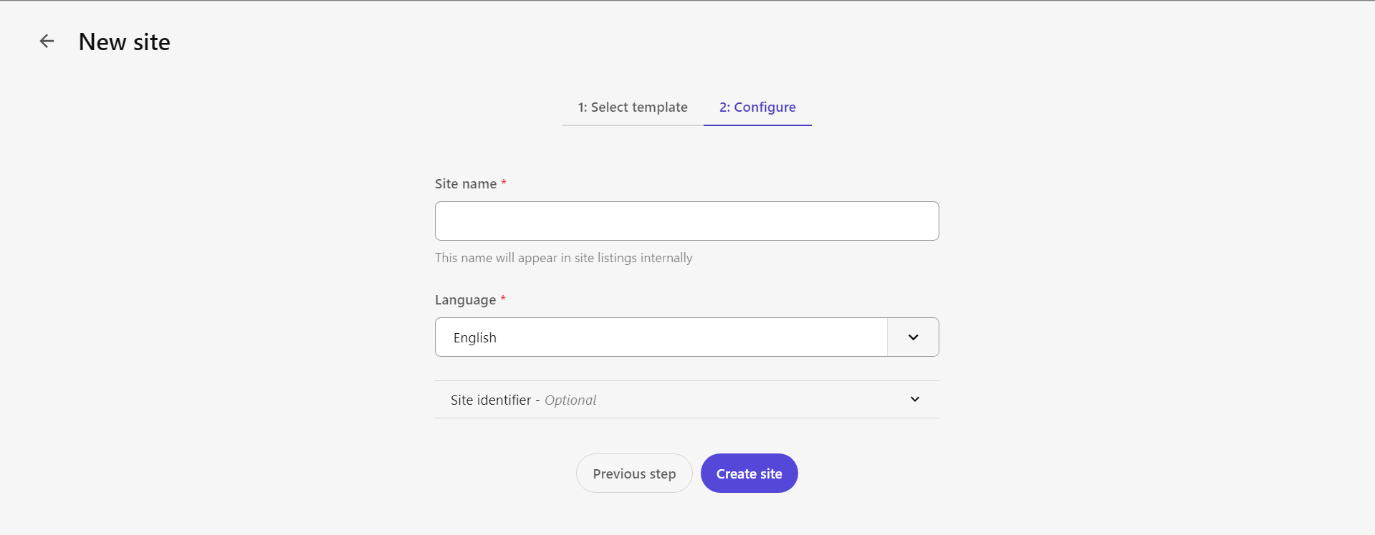 New site
1: Select template
2: Configure
Site name *
This name will appear in site listings internally
Language *
English
Site identifier - Optional
Previous step
Create site